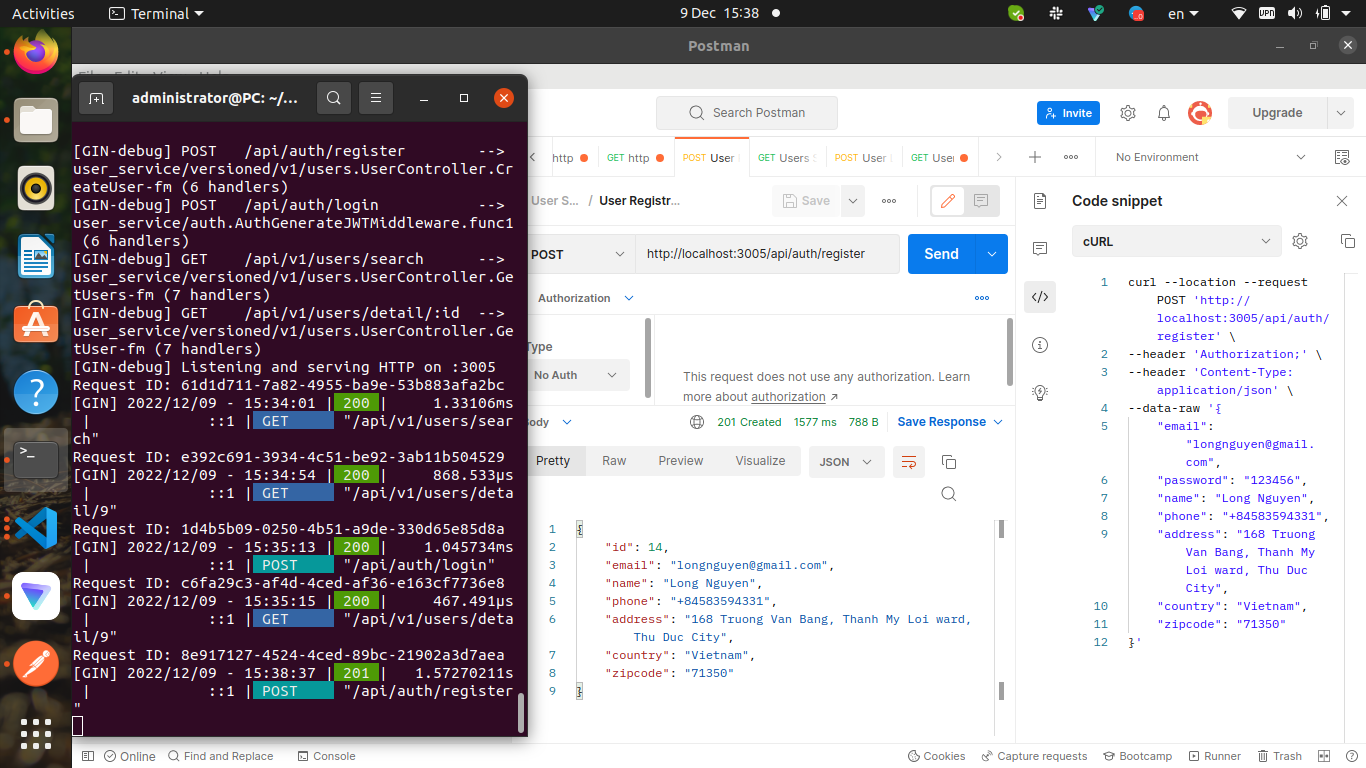 Activities
Terminal
9 Dec 15:38
en
VPN
Postman
administrator@PC: ~/...
[GIN-debug] POST /api/auth/register -->
user_service/versioned/v1/users.UserController.Cr
eateUser-fm (6 handlers)
[GIN-debug] POST /api/auth/login -->
user_service/auth.AuthGenerateJWTMiddleware.func1
(6 handlers)
[GIN-debug] GET /api/v1/users/search -->
user_service/versioned/v1/users.UserController.Ge
tUsers-fm (7 handlers)
[GIN-debug] GET /api/v1/users/detail/:id -->
user_service/versioned/v1/users.UserController.Ge
tUser-fm (7 handlers)
[GIN-debug] Listening and serving HTTP on :3005
Request ID: 61d1d711-7a82-4955-ba9e-53b883afa2bc
[GIN] 2022/12/09 - 15:34:01 | 200 | 1.33106ms
| ::1 | GET "/api/v1/users/sear
ch"
Request ID: e392c691-3934-4c51-be92-3ab11b504529
[GIN] 2022/12/09 - 15:34:54 | 200 | 868.533µs
| ::1 | GET "/api/v1/users/deta
il/9"
Request ID: 1d4b5b09-0250-4b51-a9de-330d65e85d8a
[GIN] 2022/12/09 - 15:35:13 | 200 | 1.045734ms
| ::1 | POST "/api/auth/login"
Request ID: c6fa29c3-af4d-4ced-af36-e163cf7736e8
[GIN] 2022/12/09 - 15:35:15 | 200 | 467.491µs
| ::1 | GET "/api/v1/users/deta
il/9"
Request ID: 8e917127-4524-4ced-89bc-21902a3d7aea
[GIN] 2022/12/09 - 15:38:37 | 201 | 1.57270211s
| ::1 | POST "/api/auth/register
"
Search Postman
Invite
Upgrade
http
GET http
POST User
GET Users S
POST User
GET User
No Environment
User S... / User Registr...
Save
POST
http://localhost:3005/api/auth/register
Send
Authorization
Type
No Auth
This request does not use any authorization. Learn
more about authorization ↗
ody
201 Created 1577 ms 788 B
Save Response
Pretty Raw Preview Visualize JSON
1 {
2 "id": 14,
3 "email": "longnguyen@gmail.com",
4 "name": "Long Nguyen",
5 "phone": "+84583594331",
6 "address": "168 Truong Van Bang, Thanh My Loi ward,
Thu Duc City",
7 "country": "Vietnam",
8 "zipcode": "71350"
9 }
Code snippet
cURL
1 curl --location --request
POST 'http://
localhost:3005/api/auth/
register' \
2 --header 'Authorization;' \
3 --header 'Content-Type:
application/json' \
4 --data-raw '{
5 "email":
"longnguyen@gmail.
com",
6 "password": "123456",
7 "name": "Long Nguyen",
8 "phone": "+84583594331",
9 "address": "168 Truong
Van Bang, Thanh My
Loi ward, Thu Duc
City",
10 "country": "Vietnam",
11 "zipcode": "71350"
12 }'
Online
Find and Replace
Console
Cookies
Capture requests
Bootcamp
Runner
Trash